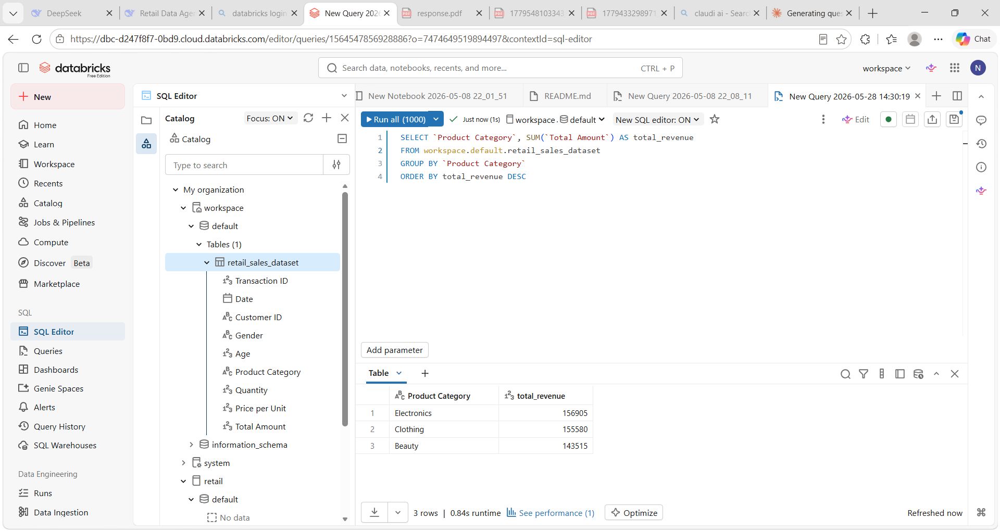 DeepSeek
Retail Data Ager
databricks login
New Query 202
response.pdf
1779548103343
1779433298971
claudi ai - Searc
Generating ques
https://dbc-d247f8f7-0bd9.cloud.databricks.com/editor/queries/1564547856928886?o=7474649519894497&contextId=sql-editor
Chat
databricks
Free Edition
Search data, notebooks, recents, and more...
CTRL + P
workspace
N
New
Home
Learn
Workspace
Recents
Catalog
Jobs & Pipelines
Compute
Discover Beta
Marketplace
SQL
SQL Editor
Queries
Dashboards
Genie Spaces
Alerts
Query History
SQL Warehouses
Data Engineering
Runs
Data Ingestion
SQL Editor
Catalog
Focus: ON
Catalog
Type to search
My organization
workspace
default
Tables (1)
retail_sales_dataset
Transaction ID
Date
Customer ID
Gender
Age
Product Category
Quantity
Price per Unit
Total Amount
information_schema
system
retail
default
No data
New Notebook 2026-05-08 22_01_51
README.md
New Query 2026-05-08 22_08_11
New Query 2026-05-28 14:30:19
Run all (1000)
Just now (1s)
workspace.
default
New SQL editor: ON
Edit
1 SELECT `Product Category`, SUM(`Total Amount`) AS total_revenue
2 FROM workspace.default.retail_sales_dataset
3 GROUP BY `Product Category`
4 ORDER BY total_revenue DESC
Add parameter
Table
Product Category total_revenue
1 Electronics 156905
2 Clothing 155580
3 Beauty 143515
3 rows | 0.84s runtime
See performance (1)
Optimize
Refreshed now